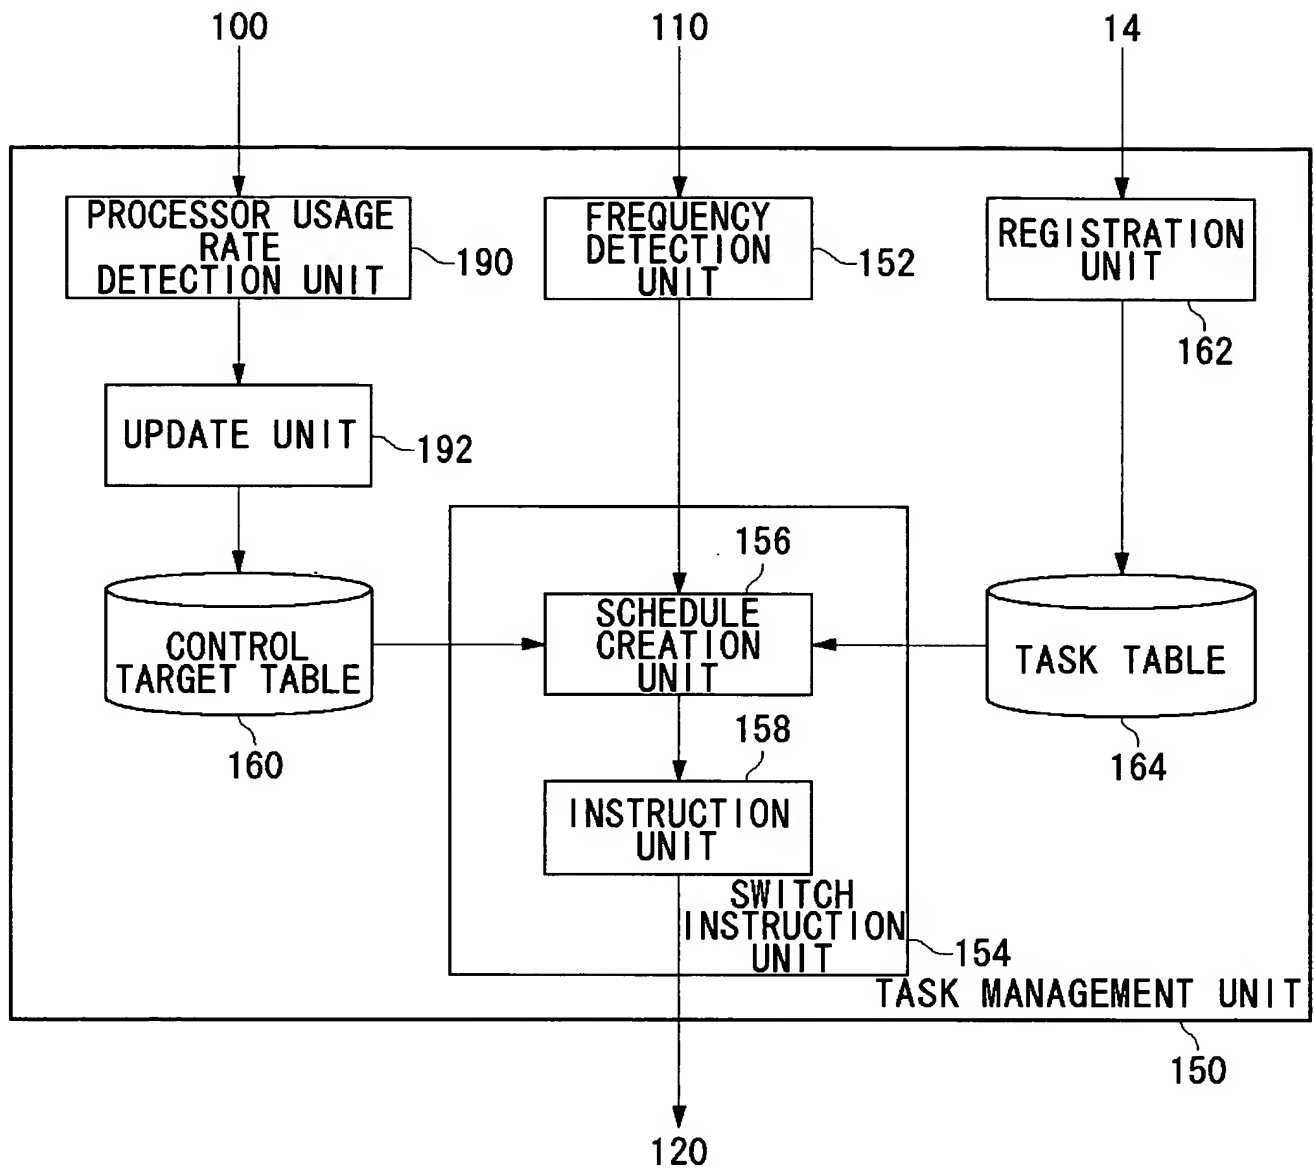 100
110
14
PROCESSOR USAGE
RATE
DETECTION UNIT
190
FREQUENCY
DETECTION
UNIT
152
REGISTRATION
UNIT
162
UPDATE UNIT
192
156
CONTROL
TARGET TABLE
160
SCHEDULE
CREATION
UNIT
TASK TABLE
164
158
INSTRUCTION
UNIT
SWITCH
INSTRUCTION
UNIT
154
TASK MANAGEMENT UNIT
150
120